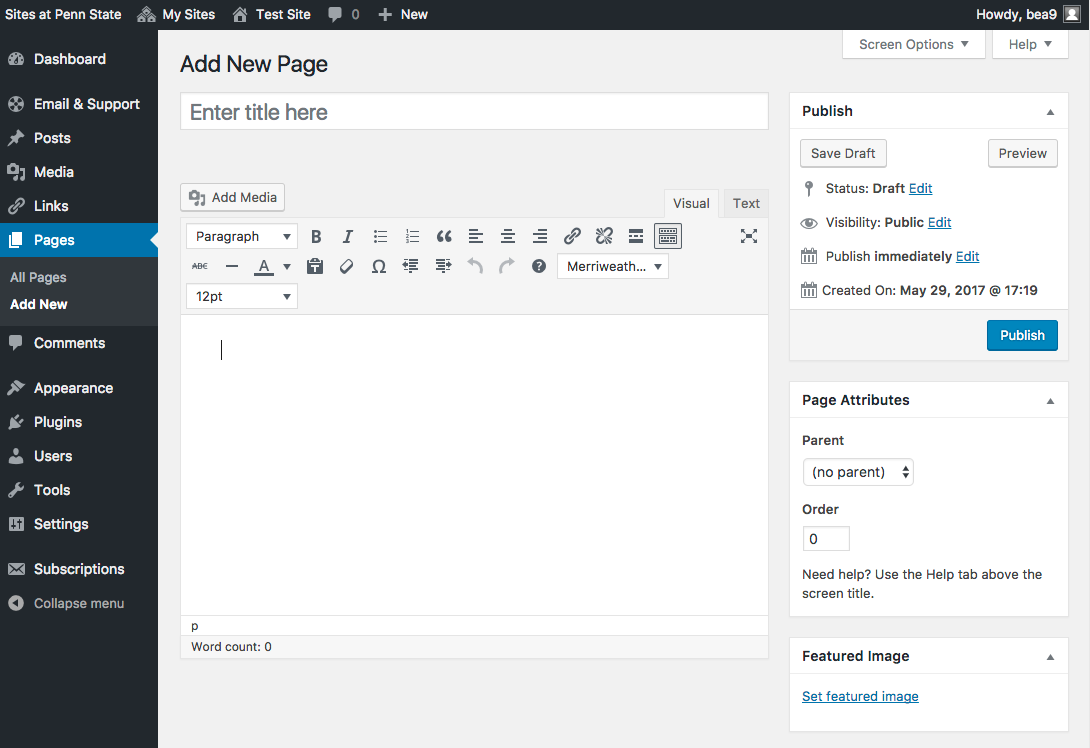 Sites at Penn State My Sites Test Site 0 New Howdy, bea9
Screen Options Help
Dashboard
Email & Support
Posts
Media
Links
Pages
All Pages
Add New
Comments
Appearance
Plugins
Users
Tools
Settings
Subscriptions
Collapse menu
Add New Page
Enter title here
Add Media
Visual Text
Paragraph B I
ABC A Ω Merriweath...
12pt
p
Word count: 0
Publish
Save Draft Preview
Status: Draft Edit
Visibility: Public Edit
Publish immediately Edit
Created On: May 29, 2017 @ 17:19
Publish
Page Attributes
Parent
(no parent)
Order
0
Need help? Use the Help tab above the
screen title.
Featured Image
Set featured image